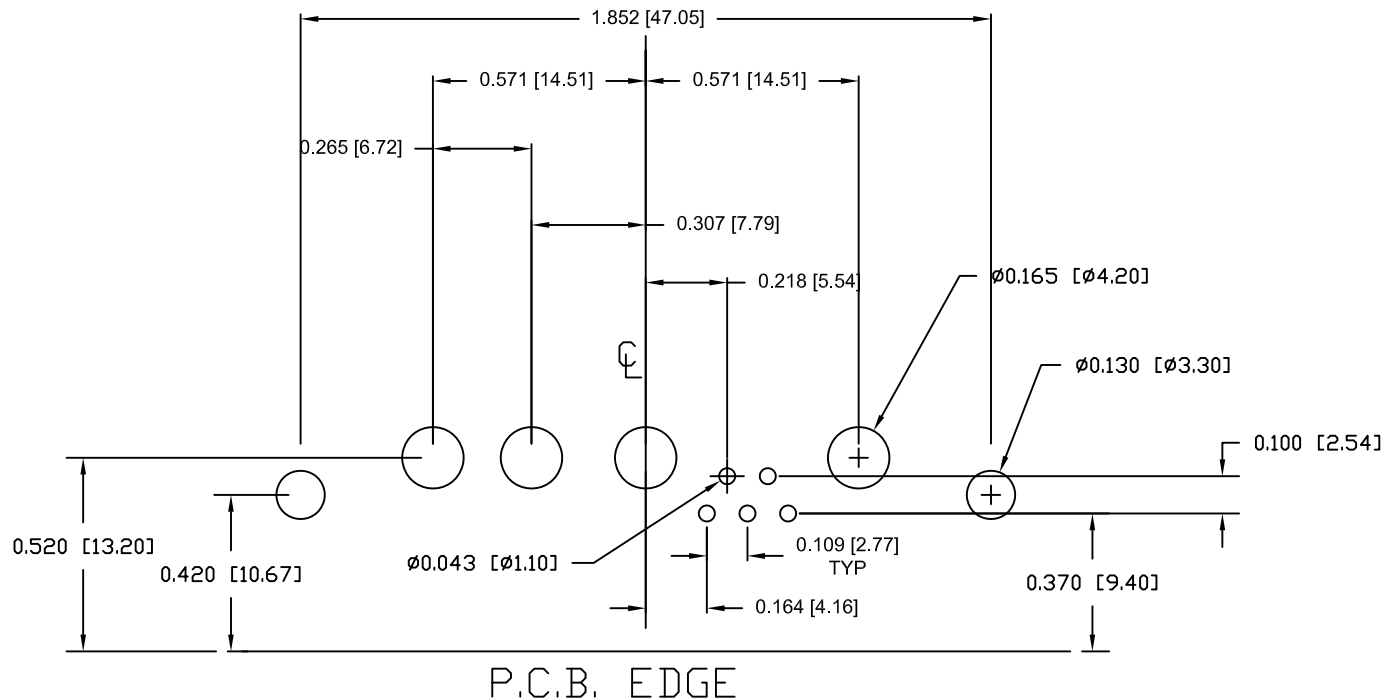 1.852 [47.05]
0.571 [14.51]
0.571 [14.51]
0.265 [6.72]
0.307 [7.79]
0.218 [5.54]
Ø0.165 [Ø4.20]
℄
Ø0.130 [Ø3.30]
0.100 [2.54]
0.520 [13.20]
0.420 [10.67]
Ø0.043 [Ø1.10]
0.109 [2.77]
TYP
0.370 [9.40]
0.164 [4.16]
P.C.B. EDGE